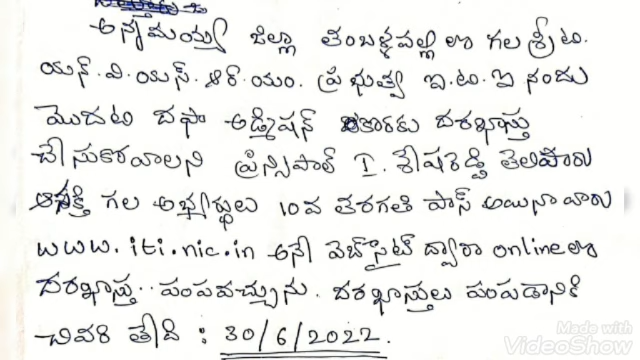 అన్నమయ్య జిల్లా తంబళ్లపల్లి లొ గల శ్రీ టి.
యన్. వి. యస్. ఆర్. యం. ప్రభుత్వ ఐ.టి.ఐ నందు
మొదటి దఫా అడ్మిషన్ కొరకు దరఖాస్తు
చేసుకోవాలని ప్రిన్సిపాల్ I. శేషారెడ్డి తెలిపారు
ఆసక్తి గల అభ్యర్థులు 10వ తరగతి పాస్ అయినా వారు
www.iti.nic.in అనే వెబ్సైట్ ద్వారా online లొ
దరఖాస్తు.. పంపవచ్చును. దరఖాస్తులు పంపడానికి
చివరి తేది : 30/6/2022.
Made with
VideoShow